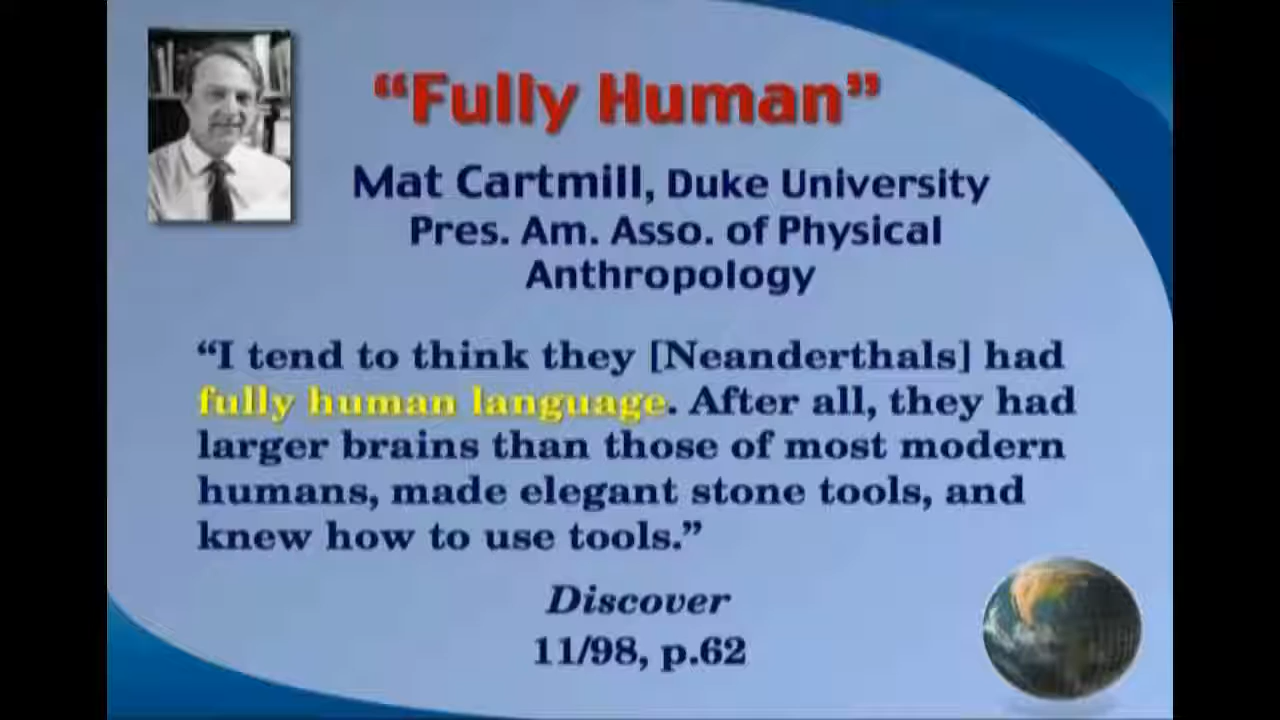 “Fully Human”
Mat Cartmill, Duke University
Pres. Am. Asso. of Physical
Anthropology
“I tend to think they [Neanderthals] had
fully human language. After all, they had
larger brains than those of most modern
humans, made elegant stone tools, and
knew how to use tools.”
Discover
11/98, p.62